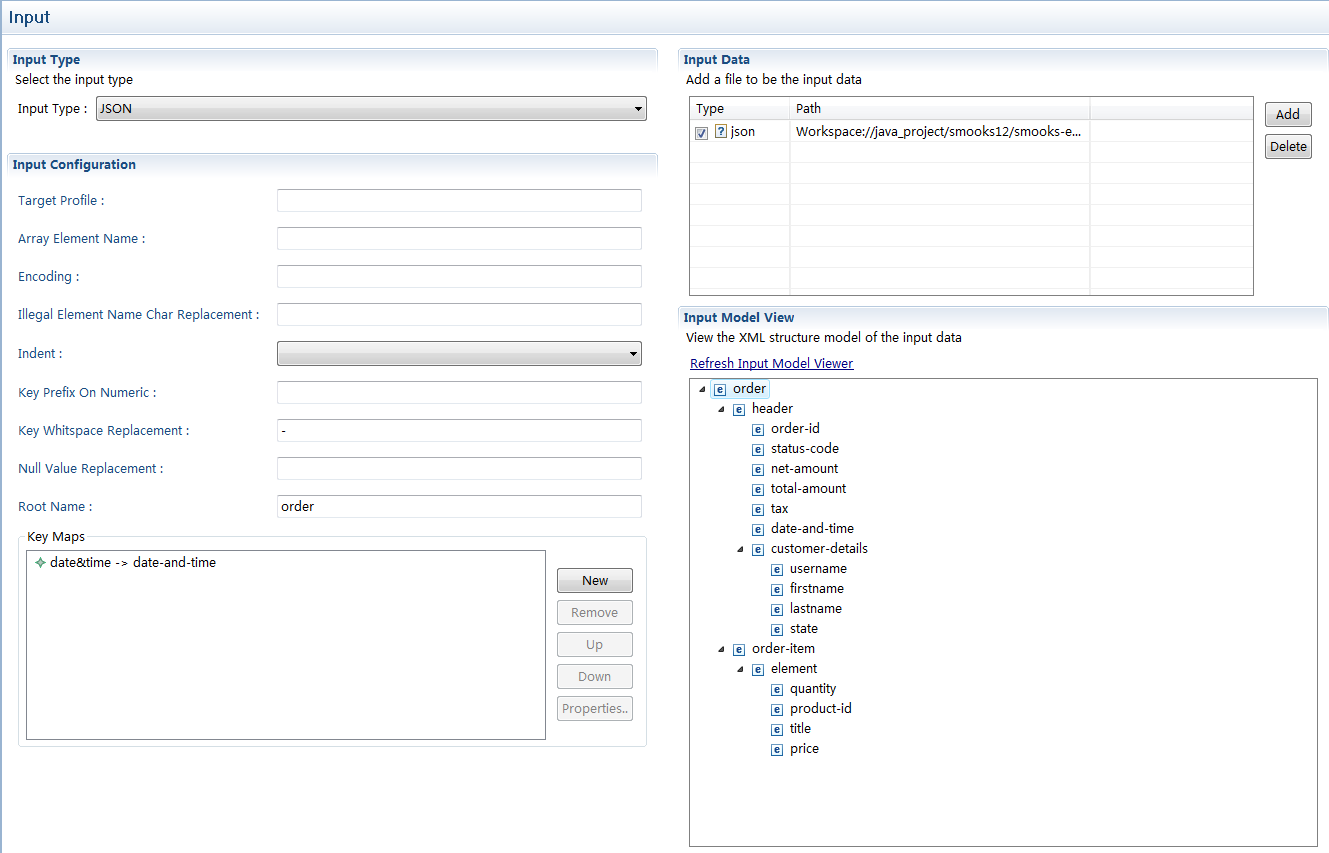 Input
Input Type
Select the input type
Input Type :
JSON
Input Configuration
Target Profile :
Array Element Name :
Encoding :
Illegal Element Name Char Replacement :
Indent :
Key Prefix On Numeric :
Key Whitspace Replacement :
-
Null Value Replacement :
Root Name :
order
Key Maps
date&time -> date-and-time
New
Remove
Up
Down
Properties..
Input Data
Add a file to be the input data
Type
Path
? json
Workspace://java_project/smooks12/smooks-e...
Add
Delete
Input Model View
View the XML structure model of the input data
Refresh Input Model Viewer
e order
e header
e order-id
e status-code
e net-amount
e total-amount
e tax
e date-and-time
e customer-details
e username
e firstname
e lastname
e state
e order-item
e element
e quantity
e product-id
e title
e price